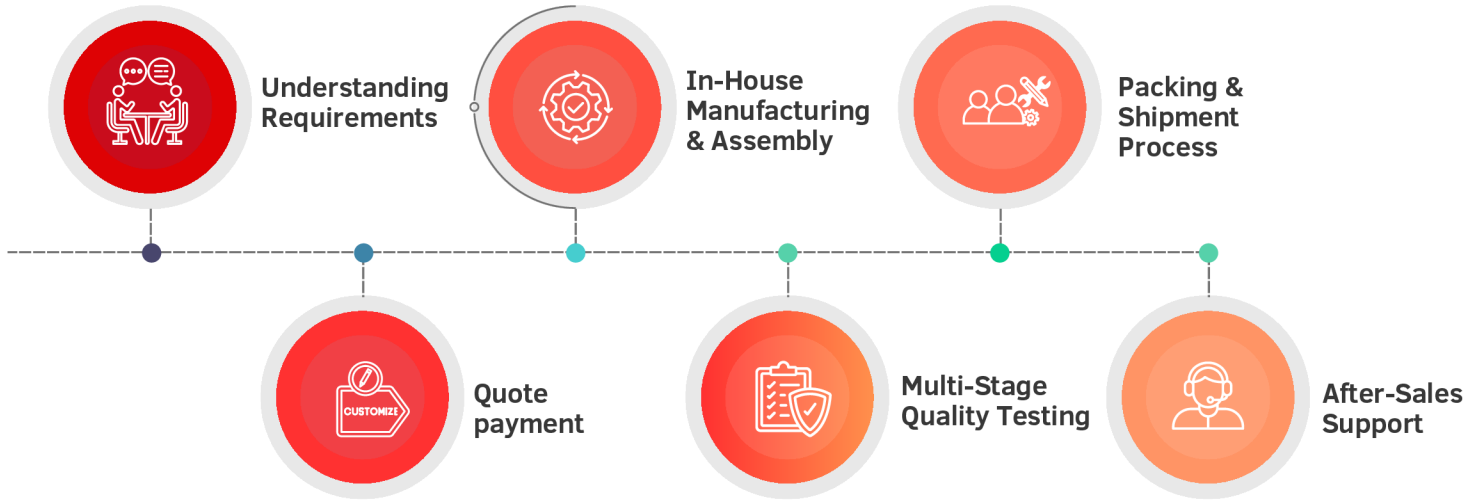 Understanding
Requirements
Quote
payment
CUSTOMIZE
In-House
Manufacturing
& Assembly
Multi-Stage
Quality Testing
Packing &
Shipment
Process
After-Sales
Support